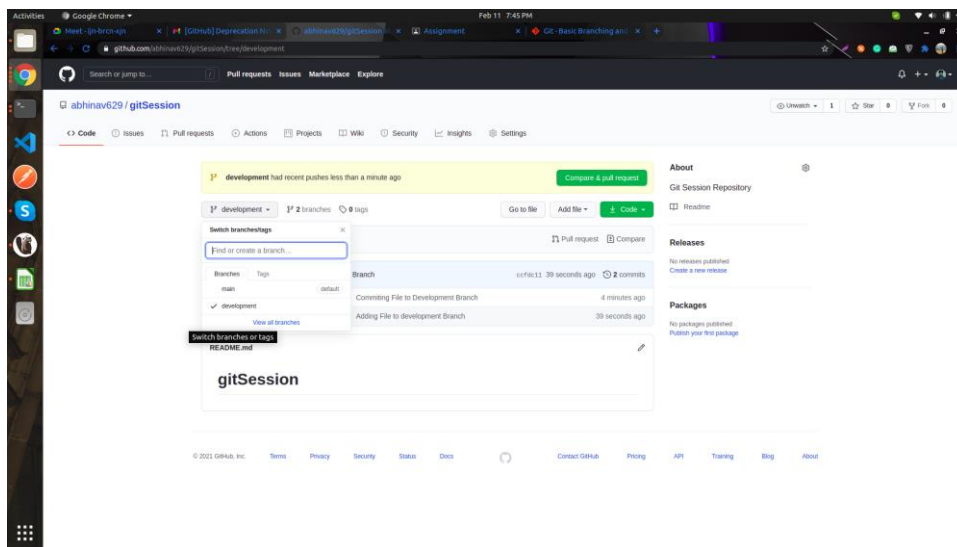 Activities Google Chrome Feb 11 7:45 PM
Meet - ijn-brcn-xjn [GitHub] Deprecation No abhinav629/gitSession Assignment Git - Basic Branching and
github.com/abhinav629/gitSession/tree/development
Search or jump to... / Pull requests Issues Marketplace Explore
abhinav629 / gitSession Unwatch 1 Star 0 Fork 0
Code Issues Pull requests Actions Projects Wiki Security Insights Settings
development had recent pushes less than a minute ago Compare & pull request
development 2 branches 0 tags Go to file Add file Code
Switch branches/tags
Find or create a branch...
Branches Tags
main default
development
View all branches
Switch branches or tags
Pull request Compare
Branch 39 seconds ago 2 commits
Commiting File to Development Branch 4 minutes ago
Adding File to development Branch 39 seconds ago
README.md
gitSession
About
Git Session Repository
Readme
Releases
No releases published
Create a new release
Packages
No packages published
Publish your first package
© 2021 GitHub, Inc. Terms Privacy Security Status Docs Contact GitHub Pricing API Training Blog About